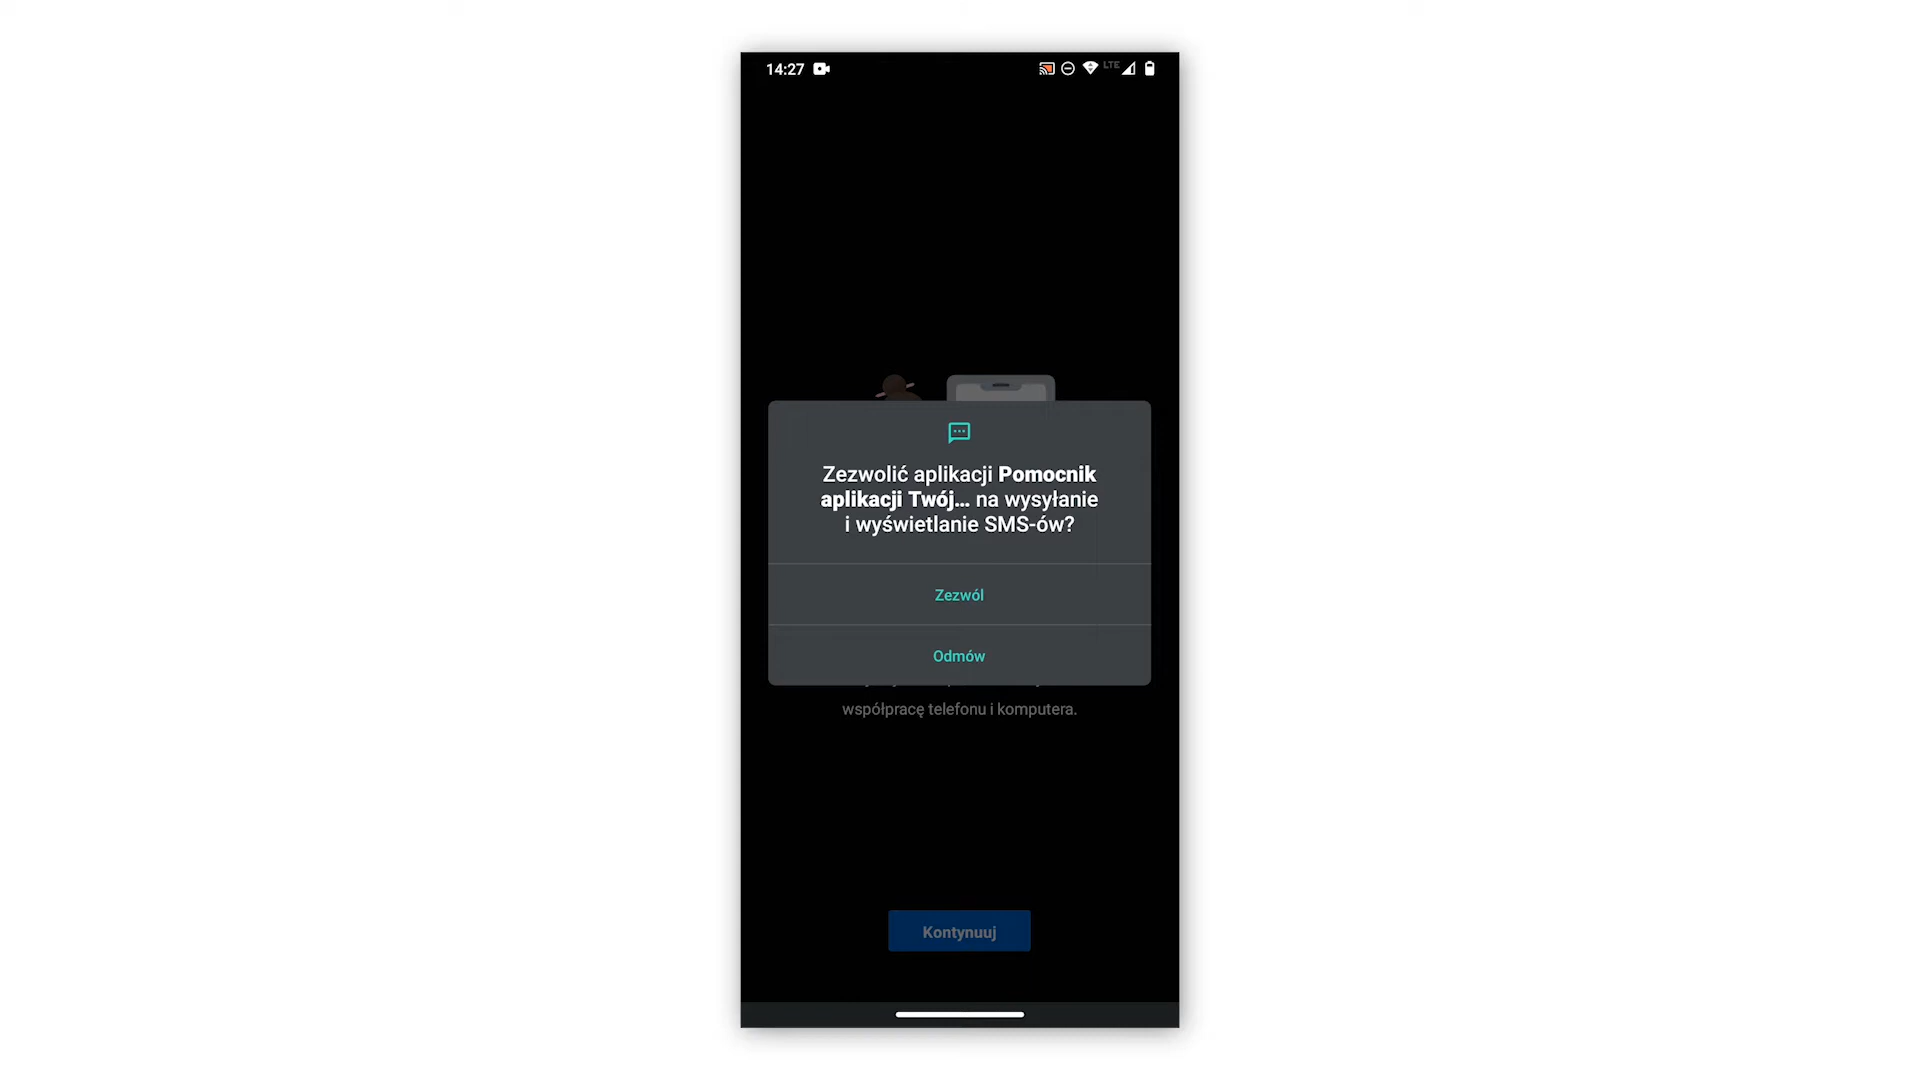 14:27
LTE
Zezwolić aplikacji Pomocnik
aplikacji Twój... na wysyłanie
i wyświetlanie SMS-ów?
Zezwól
Odmów
współpracę telefonu i komputera.
Kontynuuj